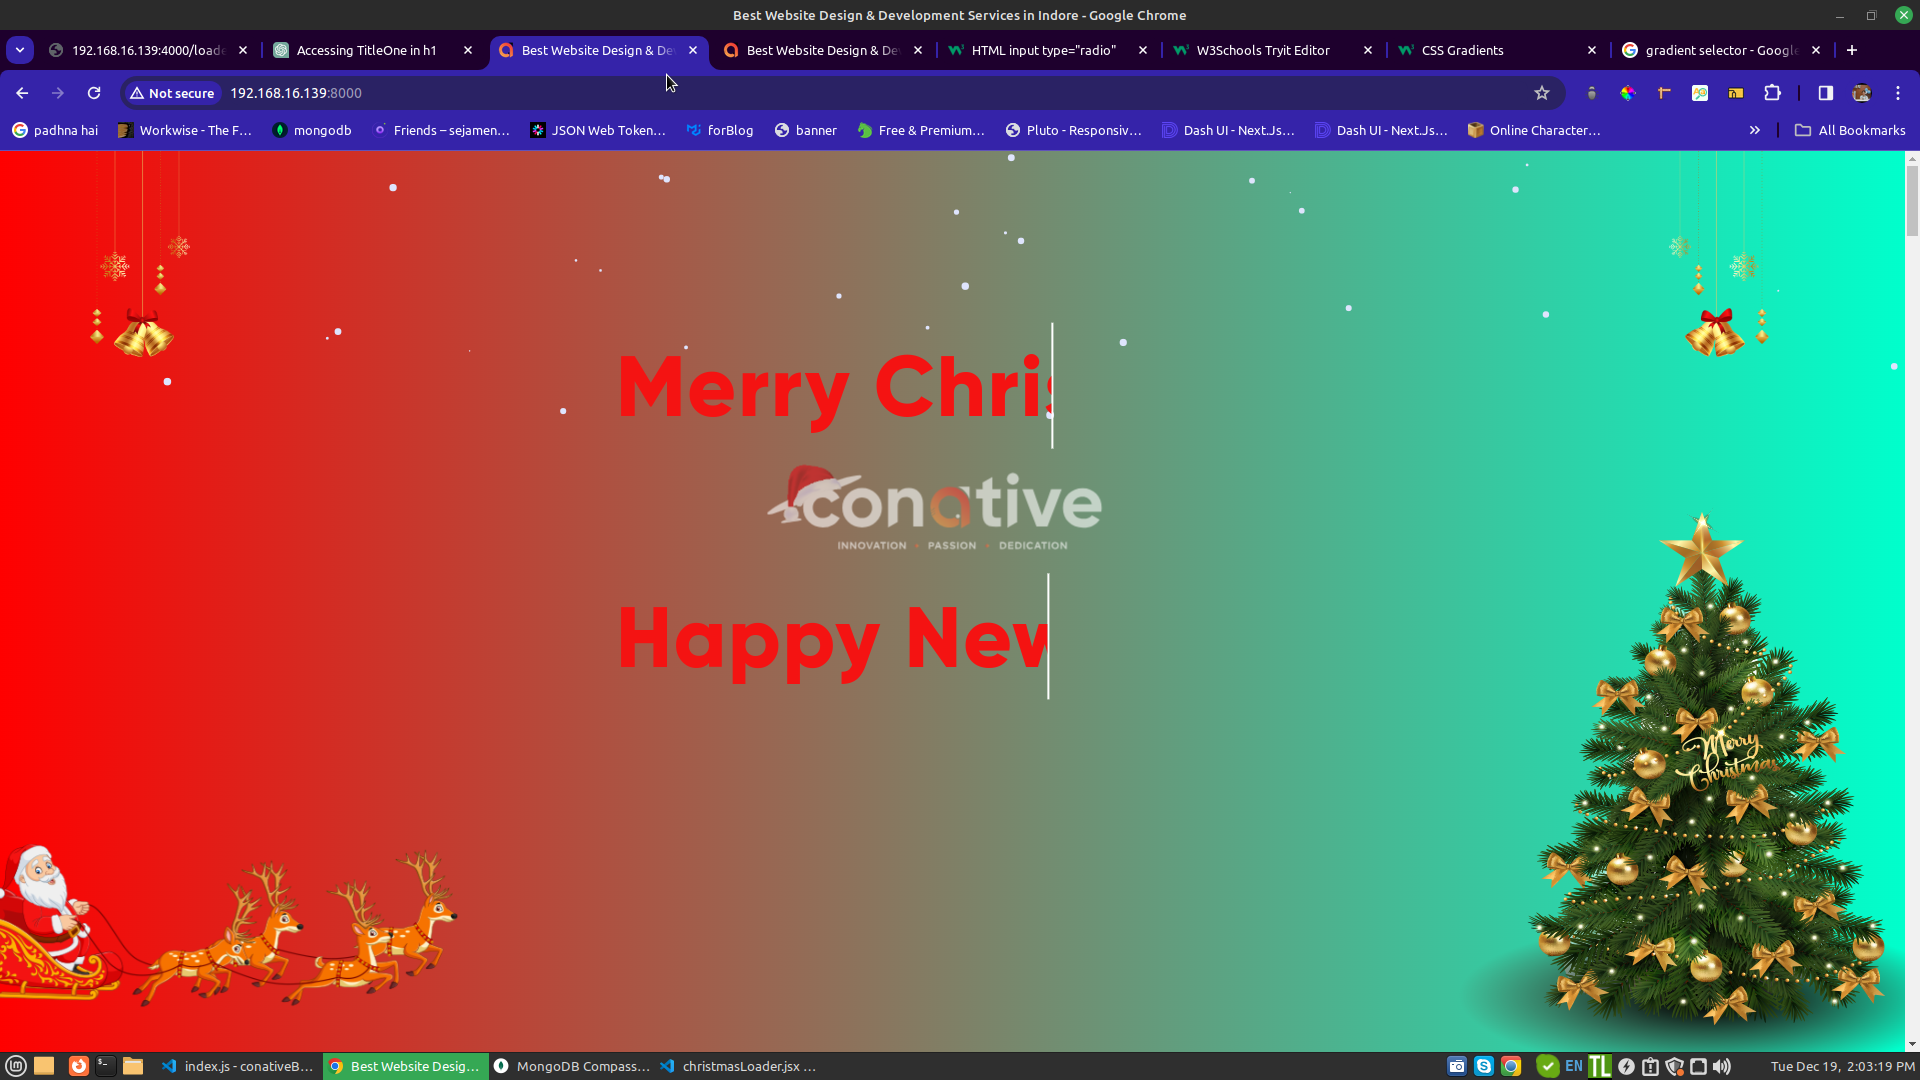 Best Website Design & Development Services in Indore - Google Chrome
192.168.16.139:4000/loade
Accessing TitleOne in h1
Best Website Design & De
Best Website Design & De
HTML input type="radio"
W3Schools Tryit Editor
CSS Gradients
gradient selector - Google
Not secure
192.168.16.139:8000
padhna hai
Workwise - The F...
mongodb
Friends – sejamen...
JSON Web Token...
forBlog
banner
Free & Premium...
Pluto - Responsiv...
Dash UI - Next.Js...
Dash UI - Next.Js...
Online Character...
All Bookmarks
Merry Chris
conative
INNOVATION • PASSION • DEDICATION
Happy New
Merry
Christmas
index.js - conativeB...
Best Website Desig...
MongoDB Compass...
christmasLoader.jsx ...
EN
TL
Tue Dec 19, 2:03:19 PM